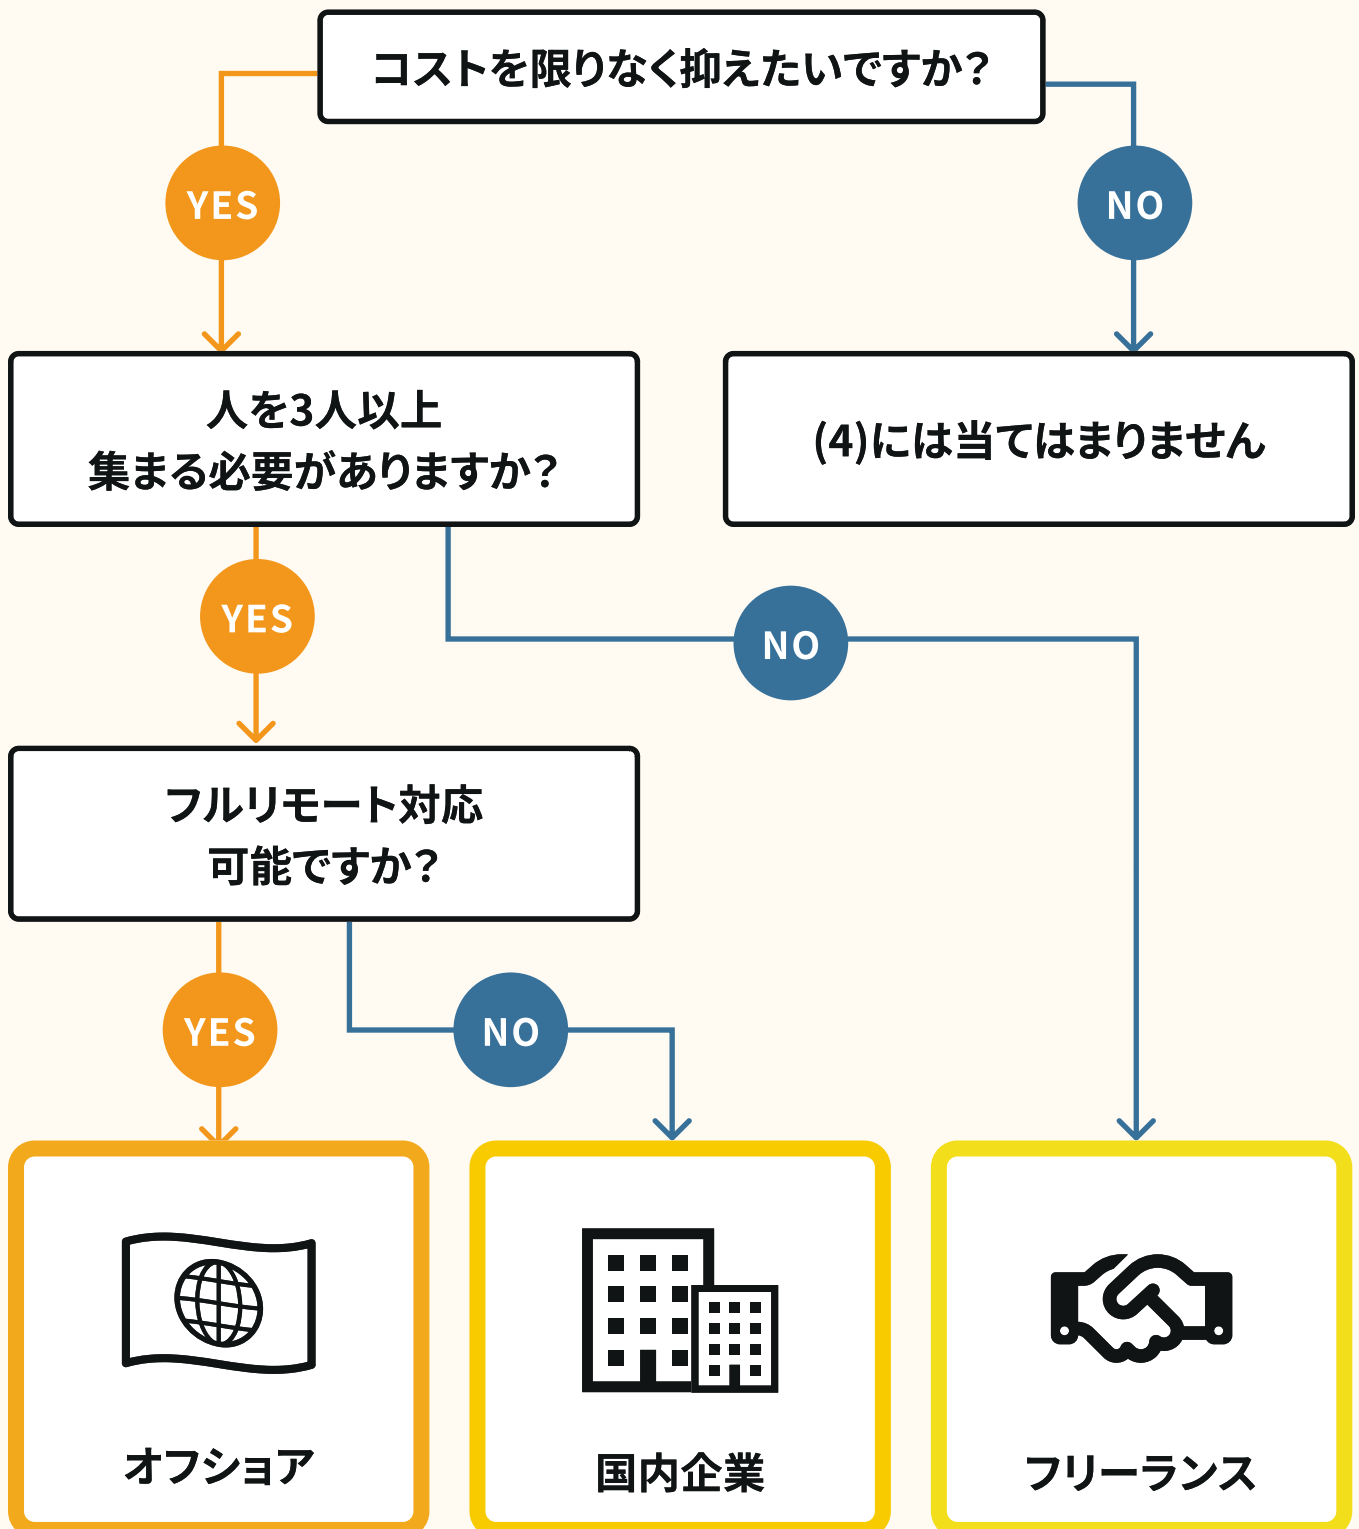 コストを限りなく抑えたいですか?
YES
NO
人を3人以上
集まる必要がありますか?
(4)には当てはまりません
YES
NO
フルリモート対応
可能ですか?
YES
NO
オフショア
国内企業
フリーランス